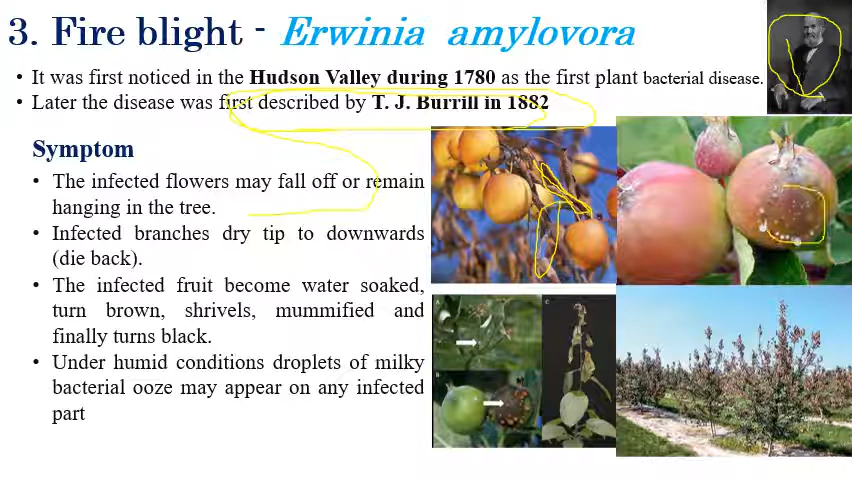 3. Fire blight - Erwinia amylovora
• It was first noticed in the Hudson Valley during 1780 as the first plant bacterial disease.
• Later the disease was first described by T. J. Burrill in 1882
Symptom
• The infected flowers may fall off or remain
hanging in the tree.
• Infected branches dry tip to downwards
(die back).
• The infected fruit become water soaked,
turn brown, shrivels, mummified and
finally turns black.
• Under humid conditions droplets of milky
bacterial ooze may appear on any infected
part
A
C
B